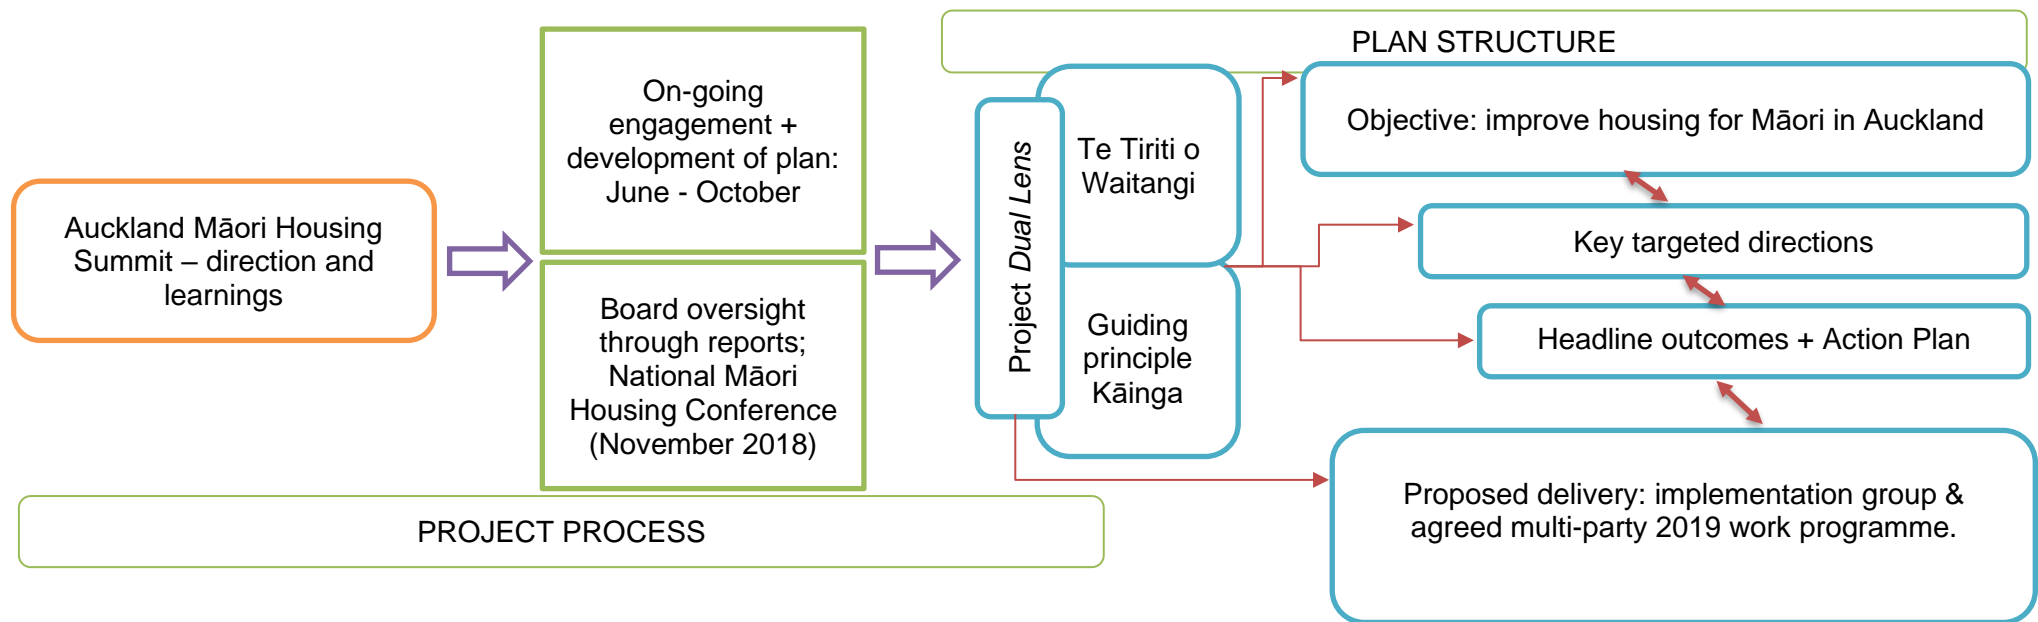 PLAN STRUCTURE
Auckland Māori Housing
Summit – direction and
learnings
On-going
engagement +
development of plan:
June - October
Board oversight
through reports;
National Māori
Housing Conference
(November 2018)
PROJECT PROCESS
Project Dual Lens
Te Tiriti o
Waitangi
Guiding
principle
Kāinga
Objective: improve housing for Māori in Auckland
Key targeted directions
Headline outcomes + Action Plan
Proposed delivery: implementation group &
agreed multi-party 2019 work programme.